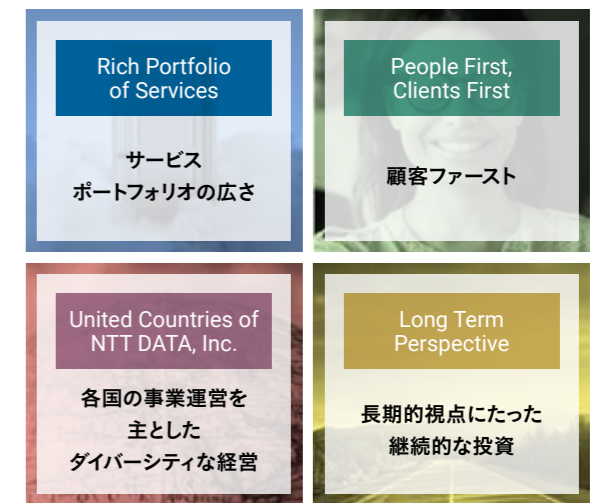 Rich Portfolio
of Services
サービス
ポートフォリオの広さ
People First,
Clients First
顧客ファースト
United Countries of
NTT DATA, Inc.
各国の事業運営を
主とした
ダイバーシティな経営
Long Term
Perspective
長期的視点にたった
継続的な投資